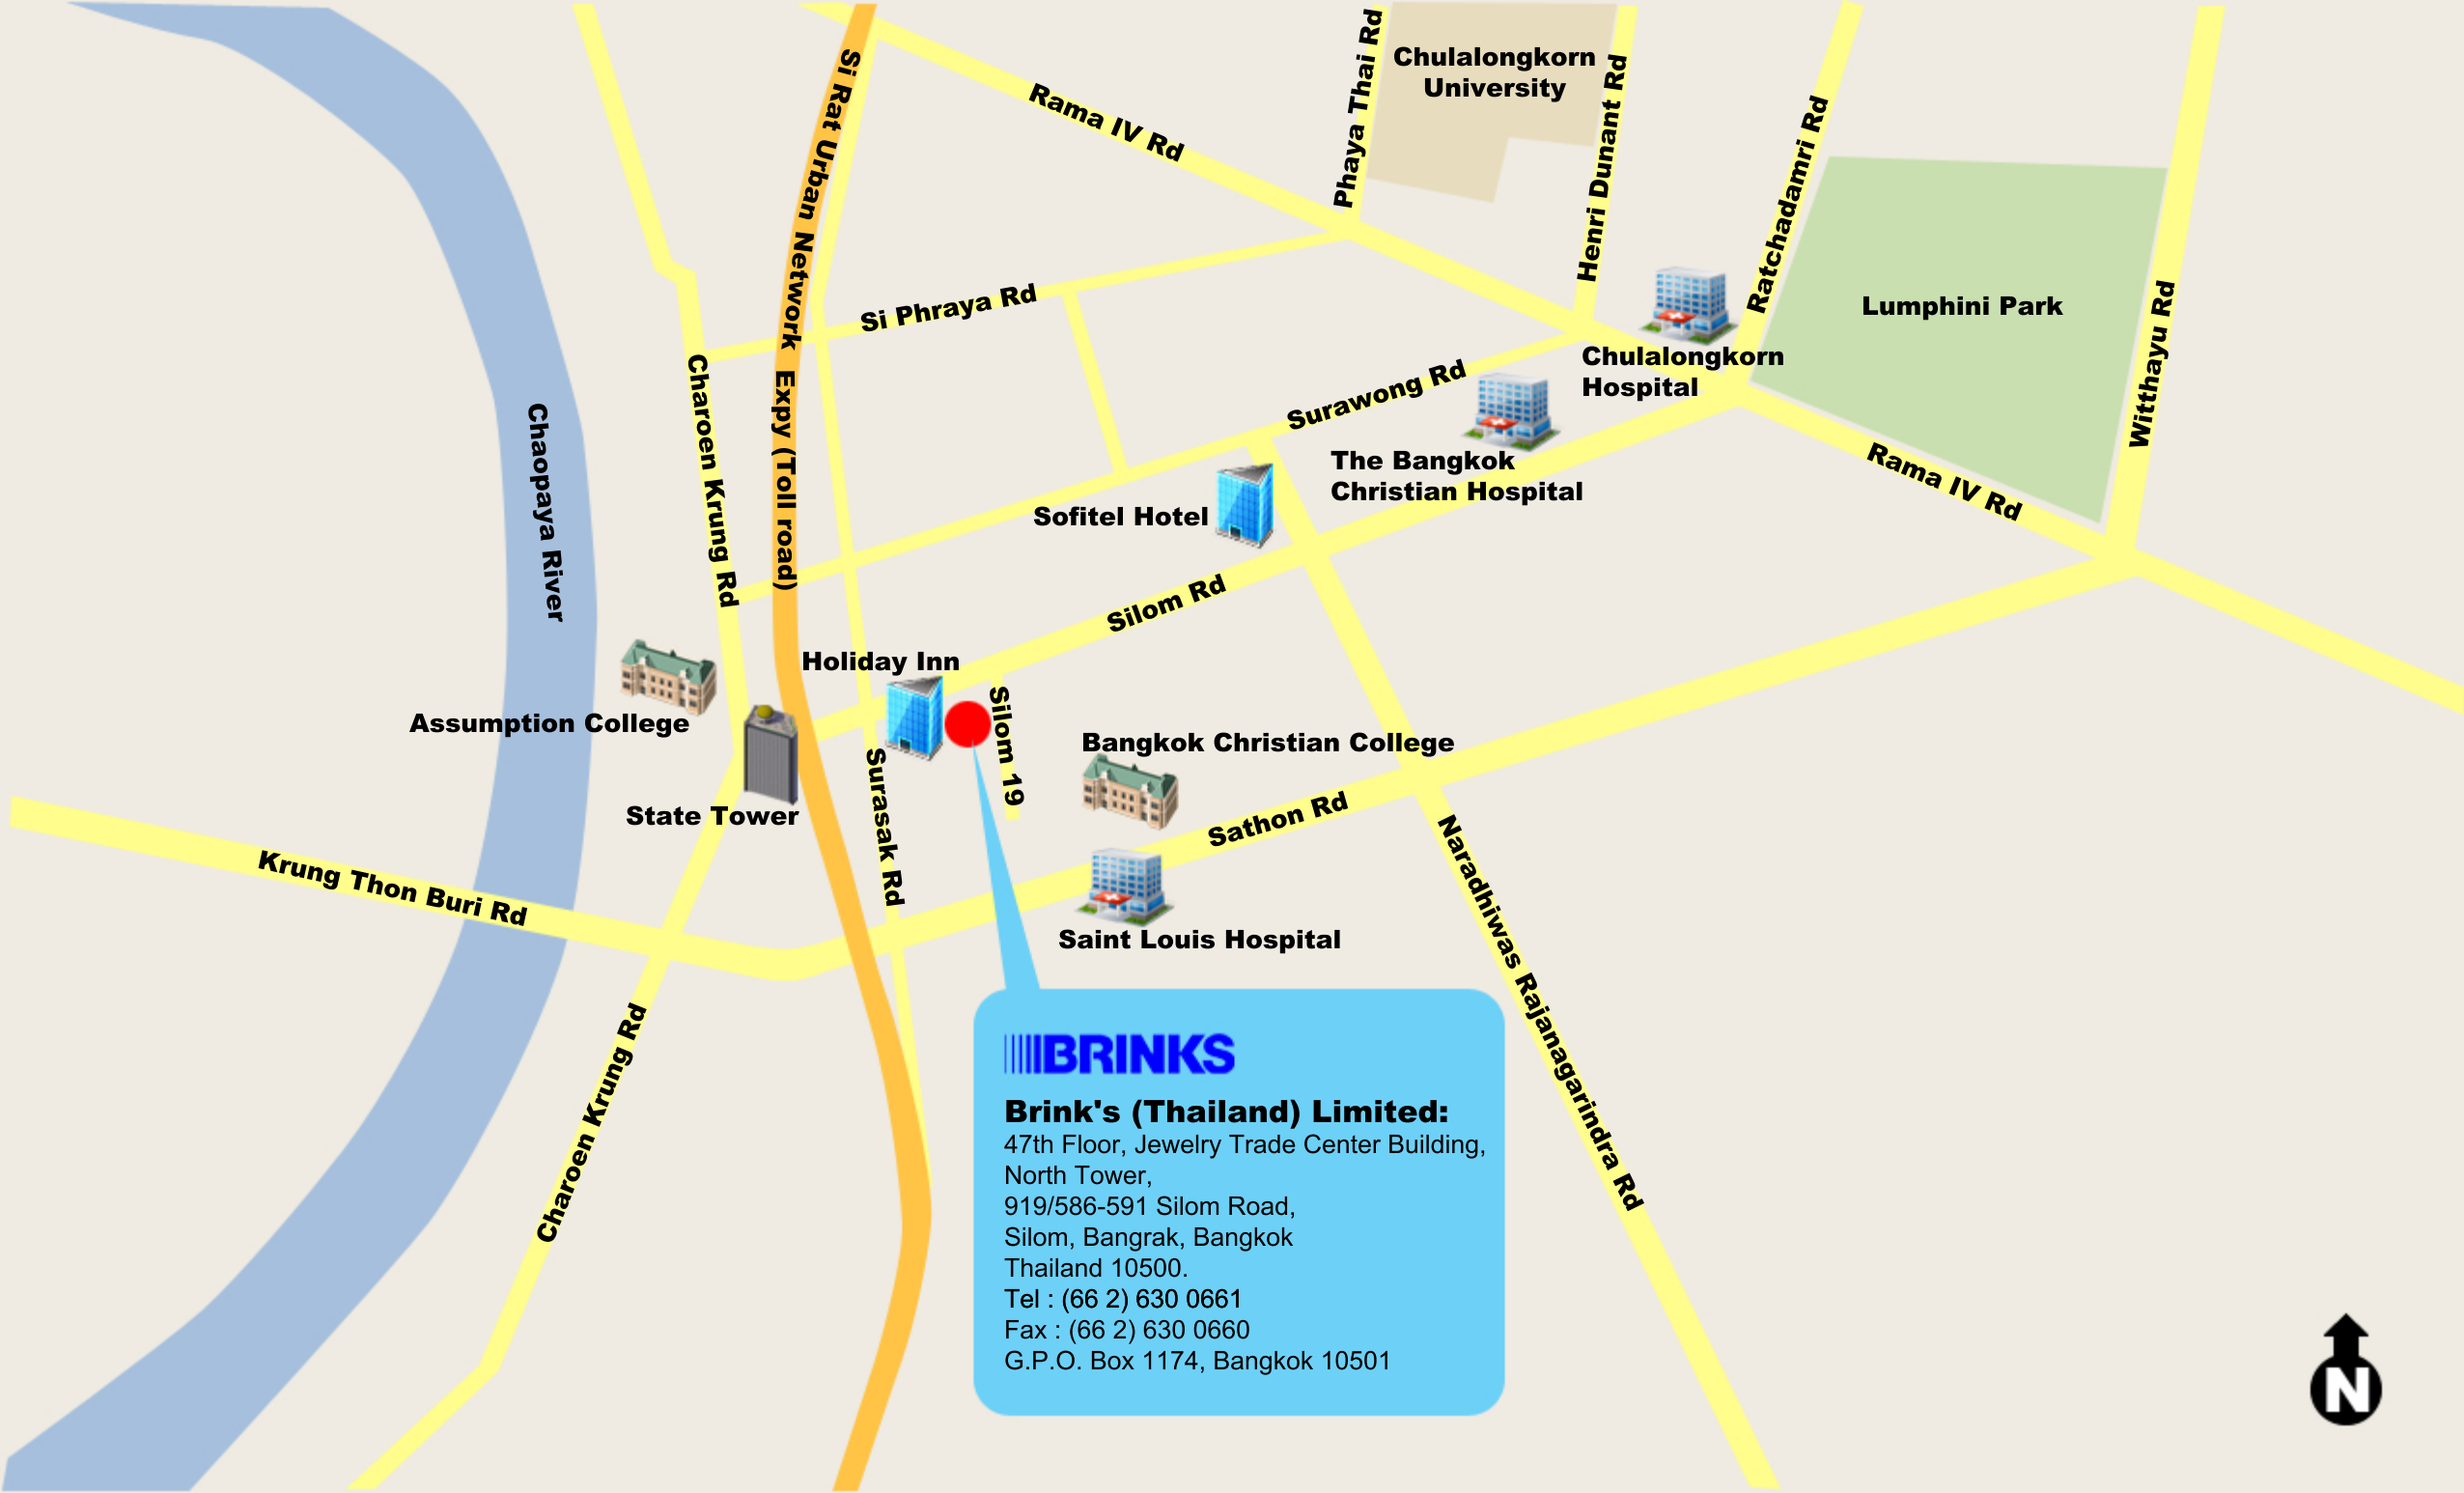 Si Rat Urban Network Expy (Toll road)
Rama IV Rd
Phaya Thai Rd
Chulalongkorn
University
Henri Dunant Rd
Ratchadamri Rd
Lumphini Park
Witthayu Rd
Si Phraya Rd
Charoen Krung Rd
Chaopaya River
Surawong Rd
Chulalongkorn
Hospital
The Bangkok
Christian Hospital
Rama IV Rd
Sofitel Hotel
Silom Rd
Holiday Inn
Assumption College
State Tower
Silom 19
Surasak Rd
Bangkok Christian College
Sathon Rd
Krung Thon Buri Rd
Saint Louis Hospital
Naradhiwas Rajanagarindra Rd
Charoen Krung Rd
BRINKS
Brink's (Thailand) Limited:
47th Floor, Jewelry Trade Center Building,
North Tower,
919/586-591 Silom Road,
Silom, Bangrak, Bangkok
Thailand 10500.
Tel : (66 2) 630 0661
Fax : (66 2) 630 0660
G.P.O. Box 1174, Bangkok 10501
N